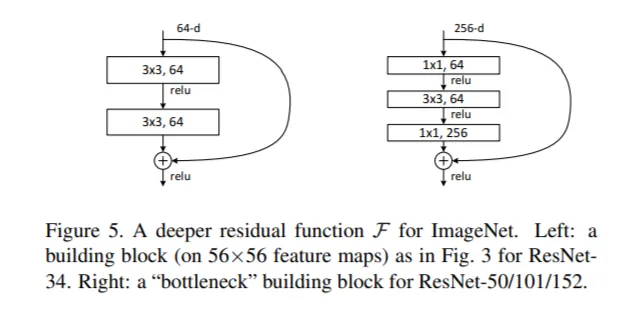 64-d
3x3, 64
relu
3x3, 64
+
relu
256-d
1x1, 64
relu
3x3, 64
relu
1x1, 256
+
relu
Figure 5. A deeper residual function ℱ for ImageNet. Left: a
building block (on 56×56 feature maps) as in Fig. 3 for ResNet-
34. Right: a “bottleneck” building block for ResNet-50/101/152.